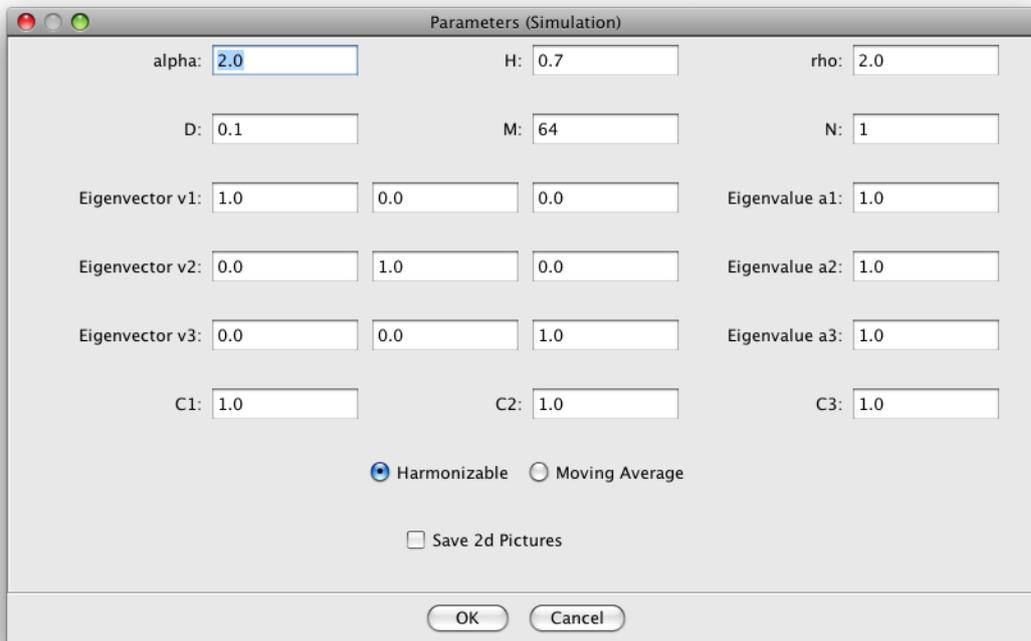 Parameters (Simulation)
alpha: 2.0 H: 0.7 rho: 2.0
D: 0.1 M: 64 N: 1
Eigenvector v1: 1.0 0.0 0.0 Eigenvalue a1: 1.0
Eigenvector v2: 0.0 1.0 0.0 Eigenvalue a2: 1.0
Eigenvector v3: 0.0 0.0 1.0 Eigenvalue a3: 1.0
C1: 1.0 C2: 1.0 C3: 1.0
Harmonizable Moving Average
Save 2d Pictures
OK Cancel